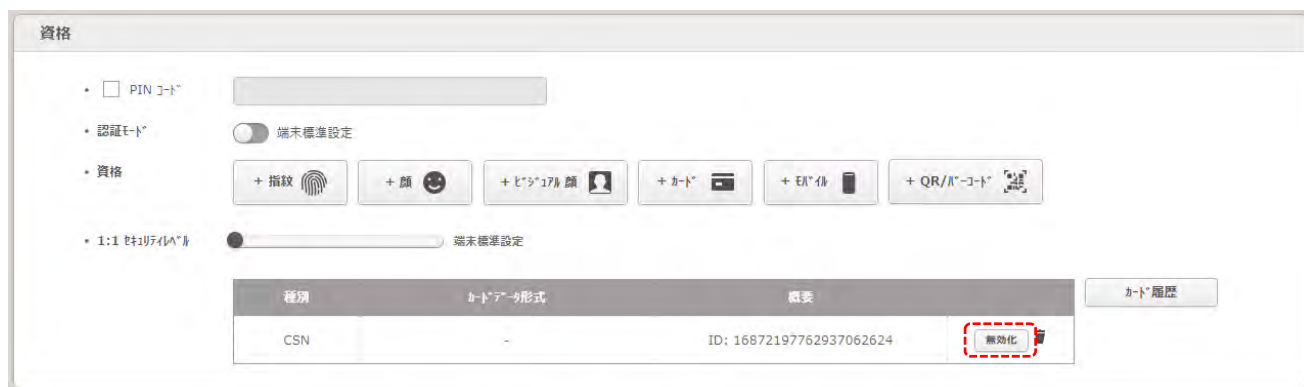 資格
• PIN ｺｰﾄﾞ
• 認証ﾓｰﾄﾞ 端末標準設定
• 資格 + 指紋 + 顔 + ﾋﾞｼﾞｭｱﾙ 顔 + ｶｰﾄﾞ + ﾓﾊﾞｲﾙ + QR/ﾊﾞｰｺｰﾄﾞ
• 1:1 ｾｷｭﾘﾃｨﾚﾍﾞﾙ 端末標準設定
種別 ｶｰﾄﾞﾃﾞｰﾀ形式 概要 ｶｰﾄﾞ履歴
CSN - ID: 16872197762937062624 無効化